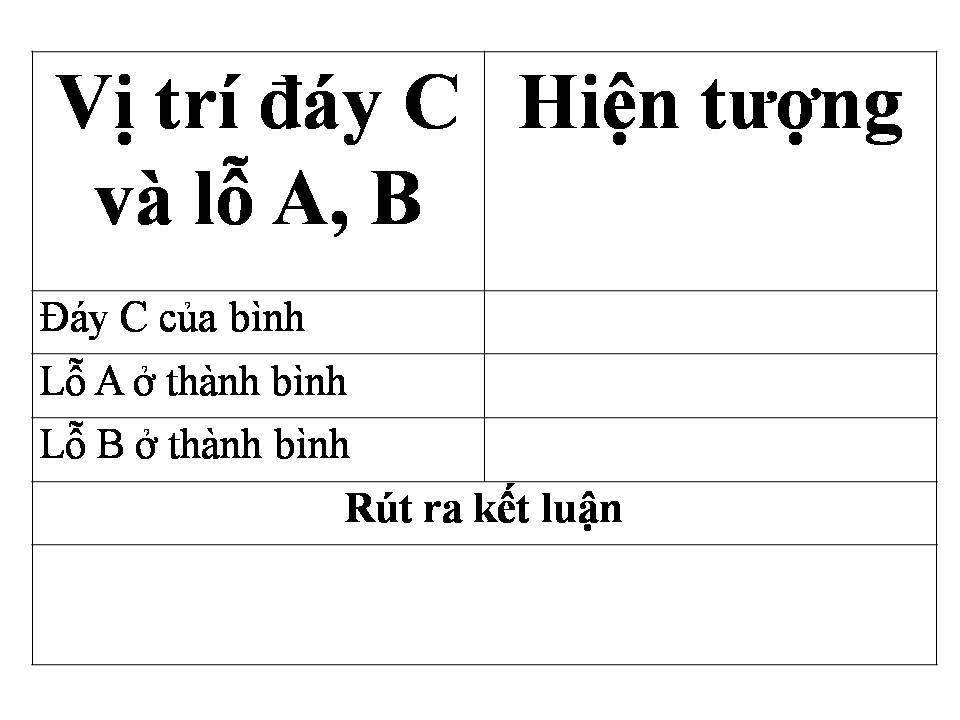 Vị trí đáy C
và lỗ A, B
Hiện tượng
Đáy C của bình
Lỗ A ở thành bình
Lỗ B ở thành bình
Rút ra kết luận